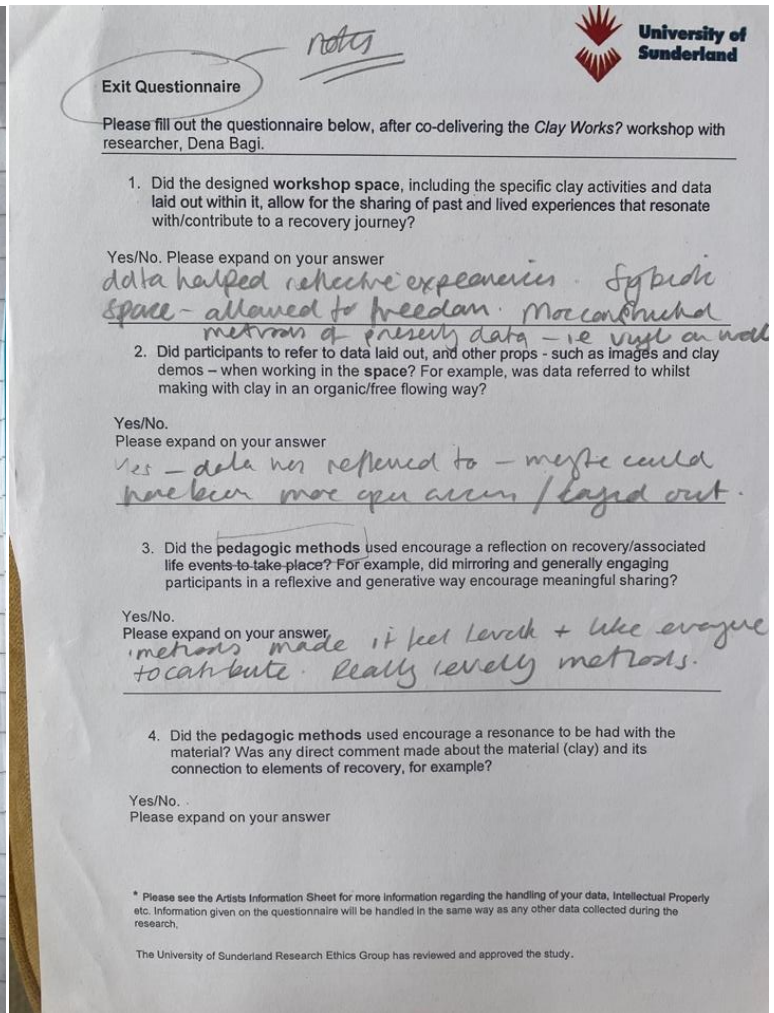 notes
University of
Sunderland
Exit Questionnaire
Please fill out the questionnaire below, after co-delivering the Clay Works? workshop with
researcher, Dena Bagi.
1. Did the designed workshop space, including the specific clay activities and data
laid out within it, allow for the sharing of past and lived experiences that resonate
with/contribute to a recovery journey?
Yes/No. Please expand on your answer
data helped reflective experiences.
space - allowed to freedom. More
methods of data - ie vinyl on wall
2. Did participants to refer to data laid out, and other props - such as images and clay
demos – when working in the space? For example, was data referred to whilst
making with clay in an organic/free flowing way?
Yes/No.
Please expand on your answer
Yes - data was referred to - maybe could
have been more open access / layed out.
3. Did the pedagogic methods used encourage a reflection on recovery/associated
life events to take place? For example, did mirroring and generally engaging
participants in a reflexive and generative way encourage meaningful sharing?
Yes/No.
Please expand on your answer
methods made it feel + like everyone
to contribute. Really methods.
4. Did the pedagogic methods used encourage a resonance to be had with the
material? Was any direct comment made about the material (clay) and its
connection to elements of recovery, for example?
Yes/No.
Please expand on your answer
* Please see the Artists Information Sheet for more information regarding the handling of your data, Intellectual Property
etc. Information given on the questionnaire will be handled in the same way as any other data collected during the
research.
The University of Sunderland Research Ethics Group has reviewed and approved the study.